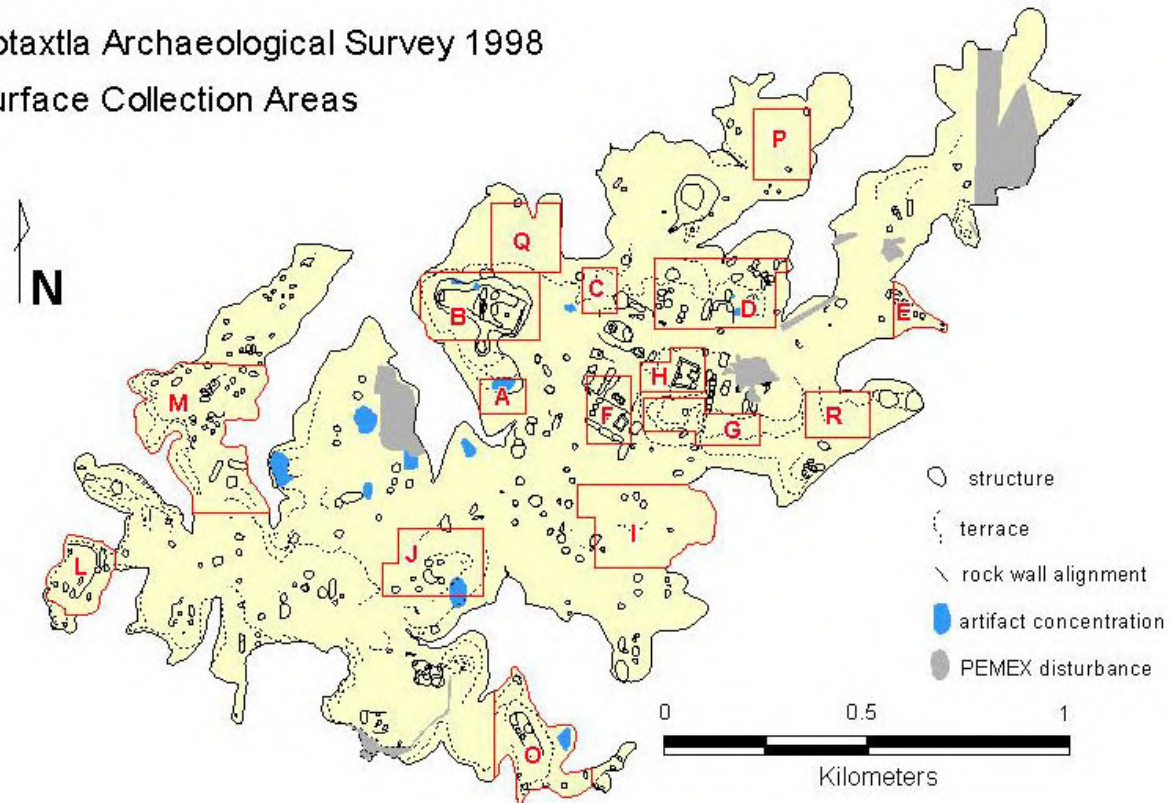 otaxtla Archaeological Survey 1998
urface Collection Areas
P
N
Q
C
B
D
E
H
A
M
F
G
R
structure
I
terrace
J
L
rock wall alignment
artifact concentration
PEMEX disturbance
0 0.5 1
O
Kilometers